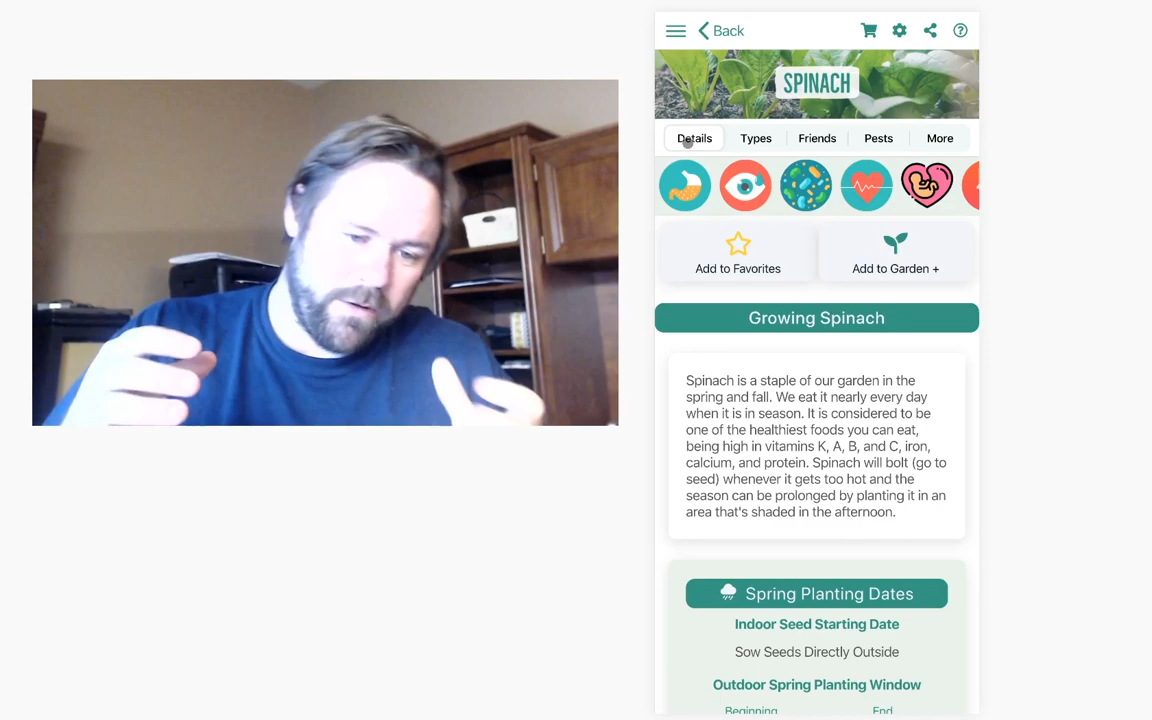 Back
SPINACH
Details
Types
Friends
Pests
More
Add to Favorites
Add to Garden +
Growing Spinach
Spinach is a staple of our garden in the
spring and fall. We eat it nearly every day
when it is in season. It is considered to be
one of the healthiest foods you can eat,
being high in vitamins K, A, B, and C, iron,
calcium, and protein. Spinach will bolt (go to
seed) whenever it gets too hot and the
season can be prolonged by planting it in an
area that's shaded in the afternoon.
Spring Planting Dates
Indoor Seed Starting Date
Sow Seeds Directly Outside
Outdoor Spring Planting Window
Beginning
End